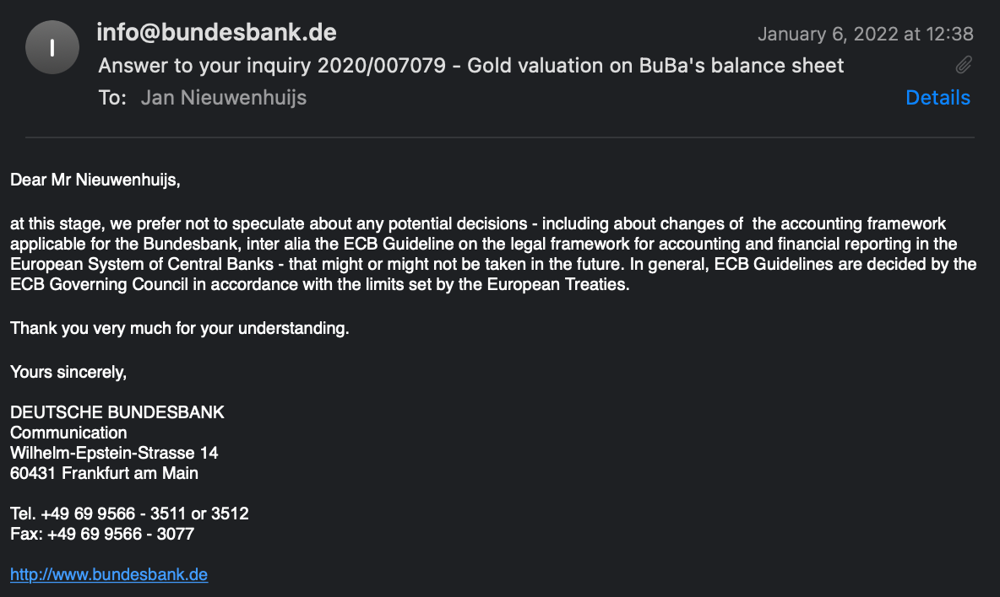 I
info@bundesbank.de
January 6, 2022 at 12:38
Answer to your inquiry 2020/007079 - Gold valuation on BuBa's balance sheet
To: Jan Nieuwenhuijs
Details
Dear Mr Nieuwenhuijs,
at this stage, we prefer not to speculate about any potential decisions - including about changes of  the accounting framework
applicable for the Bundesbank, inter alia the ECB Guideline on the legal framework for accounting and financial reporting in the
European System of Central Banks - that might or might not be taken in the future. In general, ECB Guidelines are decided by the
ECB Governing Council in accordance with the limits set by the European Treaties.
Thank you very much for your understanding.
Yours sincerely,
DEUTSCHE BUNDESBANK
Communication
Wilhelm-Epstein-Strasse 14
60431 Frankfurt am Main
Tel. +49 69 9566 - 3511 or 3512
Fax: +49 69 9566 - 3077
http://www.bundesbank.de